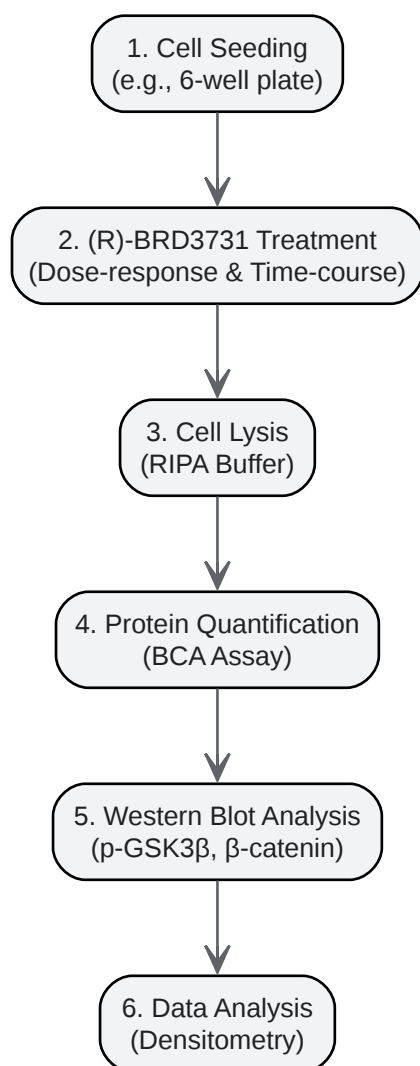 1. Cell Seeding
(e.g., 6-well plate)
2. (R)-BRD3731 Treatment
(Dose-response & Time-course)
3. Cell Lysis
(RIPA Buffer)
4. Protein Quantification
(BCA Assay)
5. Western Blot Analysis
(p-GSK3β, β-catenin)
6. Data Analysis
(Densitometry)